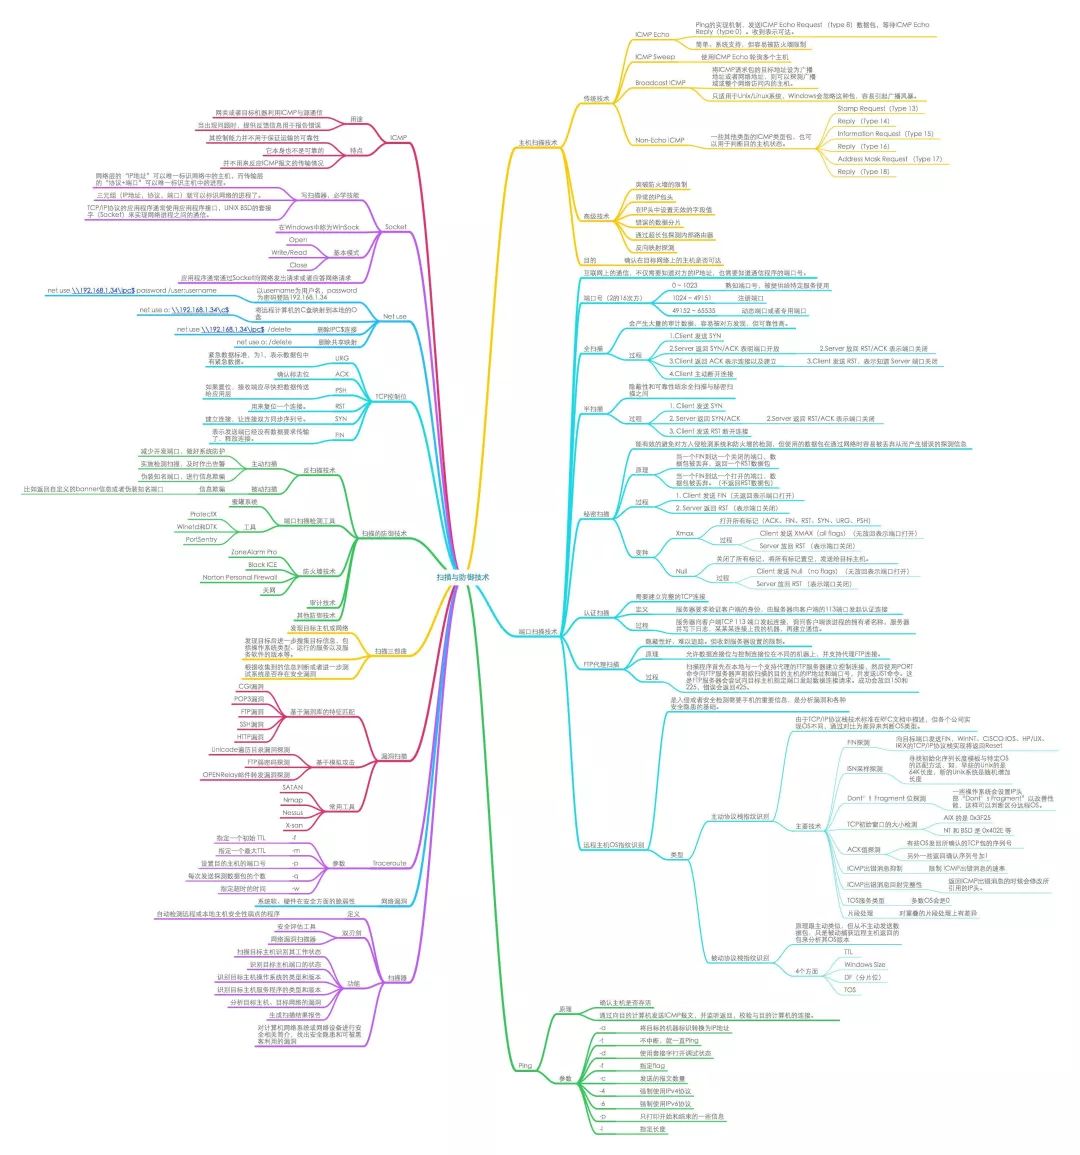 扫描与防御技术
主机扫描技术
传统技术
ICMP Echo
Ping的实现机制，发送ICMP Echo Request （type 8）数据包，等待ICMP Echo
Reply（type 0）。收到表示可达。
简单、系统支持，但容易被防火墙限制
ICMP Sweep
使用ICMP Echo 轮询多个主机
Broadcast ICMP
将ICMP请求包的目标地址设为广播
地址或者网络地址，则可以探测广播
域或整个网络访问内的主机。
只适用于Unix/Linux系统，Windows会忽略这种包，容易引起广播风暴。
Non-Echo ICMP
一些其他类型的ICMP类型包，也可
以用于判断目的主机状态。
Stamp Request（Type 13）
Reply （Type 14）
Information Request（Type 15）
Reply （Type 16）
Address Mask Request （Type 17）
Reply （Type 18）
高级技术
突破防火墙的限制
异常的IP包头
在IP头中设置无效的字段值
错误的数据分片
通过超长包探测内部路由器
反向映射探测
目的
确认在目标网络上的主机是否可达
端口扫描技术
互联网上的通信，不仅需要知道对方的IP地址，也需要知道通信程序的端口号。
端口号（2的16次方）
0 ~ 1023
熟知端口号，被提供给特定服务使用
1024 ~ 49151
注册端口
49152 ~ 65535
动态端口或者专用端口
全扫描
会产生大量的审计数据，容易被对方发现，但可靠性高。
过程
1.Client 发送 SYN
2.Server 返回 SYN/ACK 表明端口开放
2.Server 放回 RST/ACK 表示端口关闭
3.Client 返回 ACK 表示连接以及建立
3.Client 发送 RST，表示知道 Server 端口关闭
4.Client 主动断开连接
半扫描
隐蔽性和可靠性结余全扫描与秘密扫
描之间
过程
1. Client 发送 SYN
2. Server 返回 SYN/ACK
2.Server 返回 RST/ACK 表示端口关闭
3. Client 发送 RST 断开连接
秘密扫描
能有效的避免对方入侵检测系统和防火墙的检测，但使用的数据包在通过网络时容易被丢弃从而产生错误的探测信息
原理
当一个FIN到达一个关闭的端口，数
据包被丢弃，返回一个RST数据包
当一个FIN到达一个打开的端口，数
据包被丢弃。（不返回RST数据包）
过程
1. Client 发送 FIN（无返回表示端口打开）
2. Server 返回 RST （表示端口关闭）
变种
Xmax
打开所有标记（ACK、FIN、RST、SYN、URG、PSH）
过程
Client 发送 XMAX（all flags）（无放回表示端口打开）
Server 放回 RST （表示端口关闭）
Null
关闭了所有标记，将所有标记置空，发送给目标主机。
过程
Client 发送 Null （no flags）（无放回表示端口打开）
Server 放回 RST （表示端口关闭）
认证扫描
需要建立完整的TCP连接
定义
服务器要求验证客户端的身份，由服务器向客户端的113端口发起认证连接
过程
服务器向客户端TCP 113 端口发起连接，询问客户端该进程的拥有者名称，服务器
并写下日志，某某某连接上我的机器，再建立通信。
FTP代理扫描
隐蔽性好，难以追踪。但收到服务器设置的限制。
原理
允许数据连接位与控制连接位在不同的机器上，并支持代理FTP连接。
过程
扫描程序首先在本地与一个支持代理的FTP服务器建立控制连接，然后使用PORT
命令向FTP服务器声明欲扫描的目的主机的IP地址和端口号，并发送LIST命令。这
是FTP服务器会尝试向目标主机指定端口发起数据连接请求。成功会放回150和
226，错误会返回425。
远程主机OS指纹识别
是入侵或者安全检测需要手机的重要信息，是分析漏洞和各种
安全隐患的基础。
类型
主动协议栈指纹识别
由于TCP/IP协议栈技术标准在RFC文档中描述，但各个公司实
现OS不同，通过对比力差异来判断OS类型。
主要技术
FIN探测
向目标端口发送FIN，WinNT、CISCO IOS、HP/UX、
IRIX的TCP/IP协议栈实现将返回Reset
ISN采样探测
寻找初始化序列长度模板与特定OS
的匹配方法，如，早些的Unix的是
64K长度，新的Unix系统是随机增加
长度
Dont’t Fragment 位探测
一些操作系统会设置IP头
部“Dont’s Fragment”以改善性
能，这样可以判断区分远程OS。
TCP初始窗口的大小检测
AIX 的是 0x3F25
NT 和 BSD 是 0x402E 等
ACK值探测
有些OS发回所确认的TCP包的序列号
另外一些返回确认序列号加1
ICMP出错消息抑制
限制 ICMP出错消息的速率
ICMP出错消息回射完整性
返回ICMP出错消息的时候会修改所
引用的IP头。
TOS服务类型
多数OS会是0
片段处理
对重叠的片段处理上有差异
被动协议栈指纹识别
原理跟主动类似，但从不主动发送数
据包，只是被动捕获远程主机返回的
包来分析其OS版本
4个方面
TTL
Windows Size
DF（分片位）
TOS
Ping
原理
确认主机是否存活
通过向目的计算机发送ICMP报文，并监听返回，校验与目的计算机的连接。
参数
-a
将目标的机器标识转换为IP地址
-t
不中断，就一直Ping
-d
使用套接字打开调试状态
-f
指定flag
-c
发送的报文数量
-4
强制使用IPv4协议
-6
强制使用IPv6协议
-p
只打印开始和结束的一些信息
-l
指定长度
ICMP
用途
网关或者目标机器利用ICMP与源通信
当出现问题时，提供反馈信息用于报告错误
特点
其控制能力并不用于保证运输的可靠性
它本身也不是可靠的
并不用来反应ICMP报文的传输情况
Socket
写扫描器，必学技能
网络层的“IP地址”可以唯一标识网络中的主机，而传输层
的“协议+端口”可以唯一标识主机中的进程。
三元组（IP地址、协议，端口）就可以标识网络的进程了。
TCP/IP协议的应用程序通常使用应用程序接口，UNIX BSD的套接
字（Socket）来实现网络进程之间的通信。
在Windows中称为WinSock
基本模式
Open
Write/Read
Close
应用程序通常通过Socket向网络发出请求或者应答网络请求
Net use
net use \\192.168.1.34\ipc$ password /user:username
以username为用户名，password
为密码登陆192.168.1.34
net use o: \\192.168.1.34\c$
将远程计算机的C盘映射到本地的O
盘
net use \\192.168.1.34\ipc$ /delete
删除IPC$连接
net use o: /delete
删除共享映射
TCP控制位
URG
紧急数据标准，为1，表示数据包中
有紧急数据。
ACK
确认标志位
PSH
如果置位，接收端应尽快把数据传送
给应用层
RST
用来复位一个连接。
SYN
建立连接，让连接双方同步序列号。
FIN
表示发送端已经没有数据要求传输
了，释放连接。
扫描的防御技术
反扫描技术
主动扫描
减少开发端口，做好系统防护
实施检测扫描，及时作出告警
伪装知名端口，进行信息欺骗
被动扫描
信息欺骗
比如返回自定义的banner信息或者伪装知名端口
端口扫描检测工具
蜜罐系统
工具
ProtectX
Winetd和DTK
PortSentry
防火墙技术
ZoneAlarm Pro
Black ICE
Norton Personal Firewall
天网
审计技术
其他防御技术
扫描三部曲
发现目标主机或网络
发现目标后进一步搜集目标信息，包
括操作系统类型、运行的服务以及服
务软件的版本等。
根据收集到的信息判断或者进一步测
试系统是否存在安全漏洞
漏洞扫描
基于漏洞库的特征匹配
CGI漏洞
POP3漏洞
FTP漏洞
SSH漏洞
HTTP漏洞
基于模拟攻击
Unicode遍历目录漏洞探测
FTP弱密码探测
OPENRelay邮件转发漏洞探测
常用工具
SATAN
Nmap
Nessus
X-san
Traceroute
参数
指定一个初始 TTL
-f
指定一个最大TTL
-m
设置目的主机的端口号
-p
每次发送探测数据包的个数
-q
指定超时的时间
-w
网络漏洞
系统软、硬件在安全方面的脆弱性
扫描器
定义
自动检测远程或本地主机安全性弱点的程序
双刃剑
安全评估工具
网络漏洞扫描器
功能
扫描目标主机识别其工作状态
识别目标主机端口的状态
识别目标主机操作系统的类型和版本
识别目标主机服务程序的类型和版本
分析目标主机、目标网络的漏洞
生成扫描结果报告
对计算机网络系统或网络设备进行安
全相关简介，找出安全隐患和可被黑
客利用的漏洞